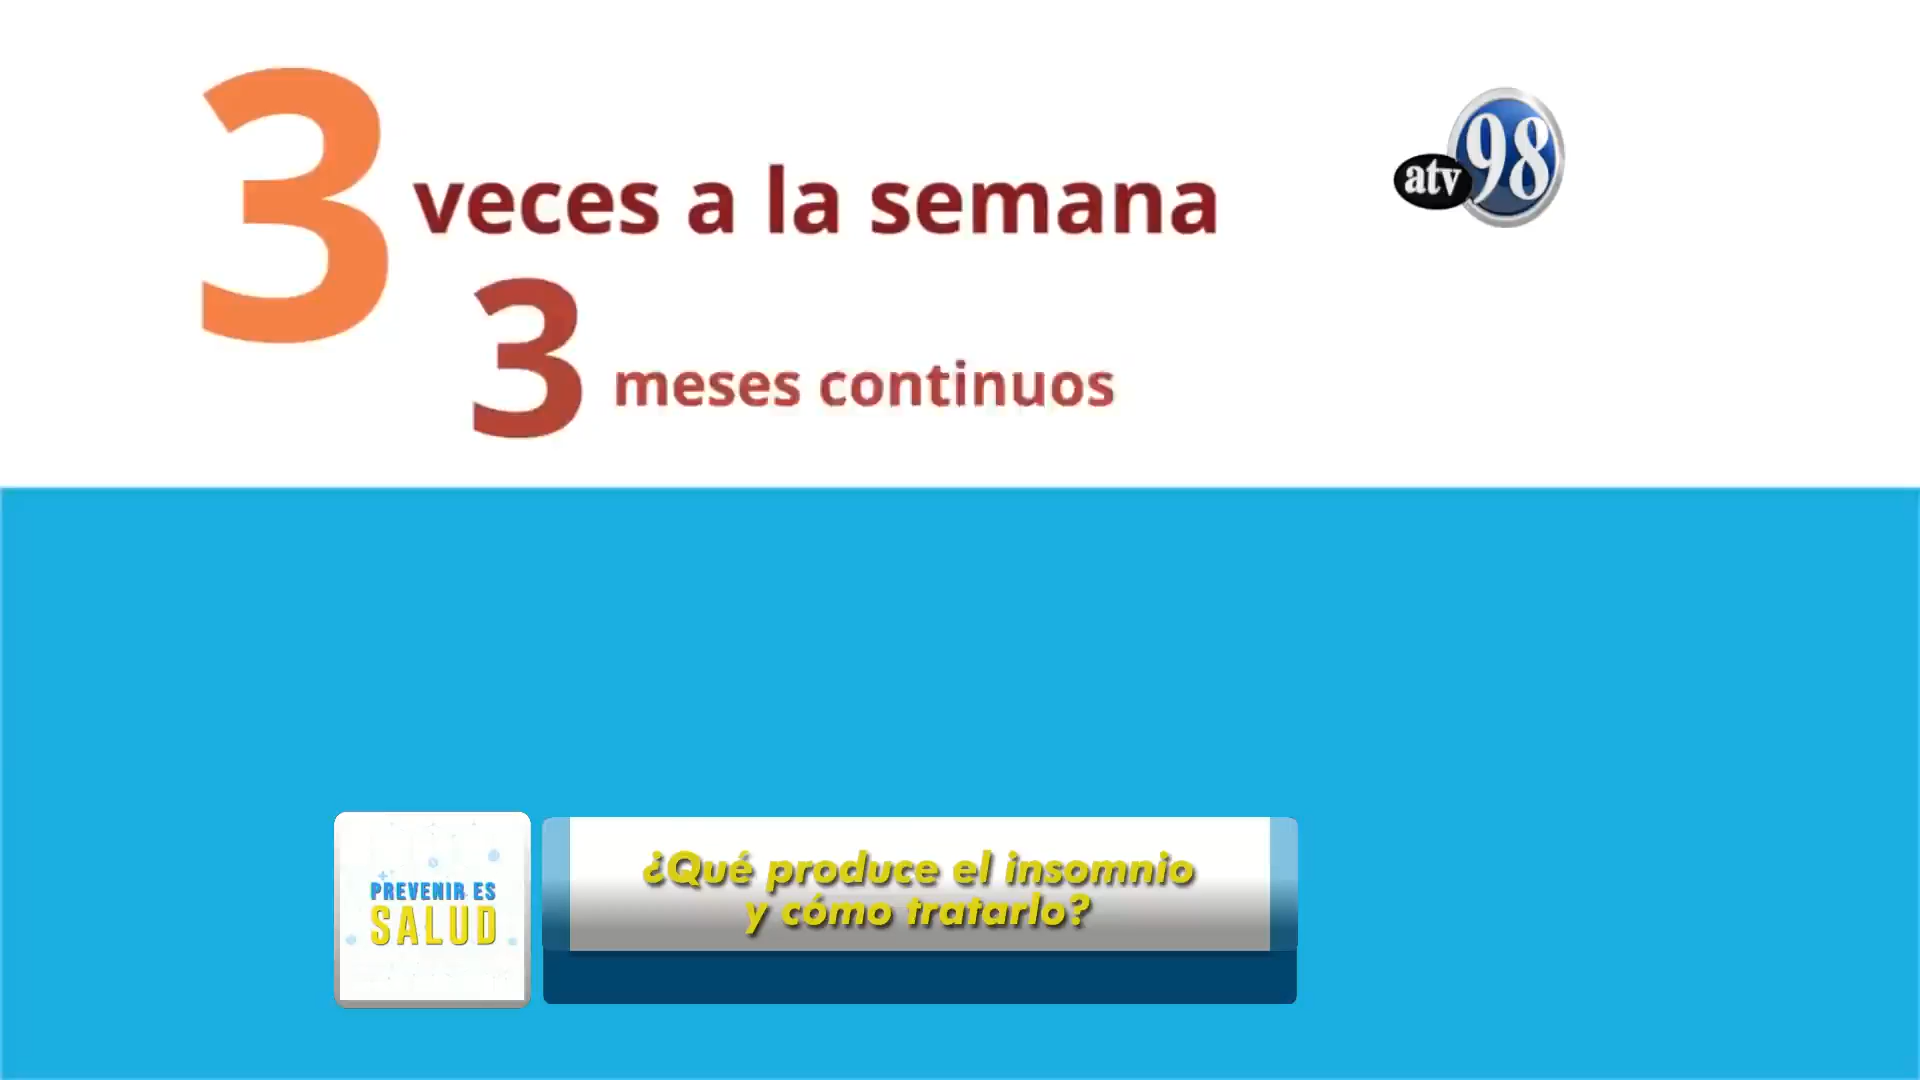 3 veces a la semana
3 meses continuos
atv 98
PREVENIR ES
SALUD
¿Qué produce el insomnio
y cómo tratarlo?